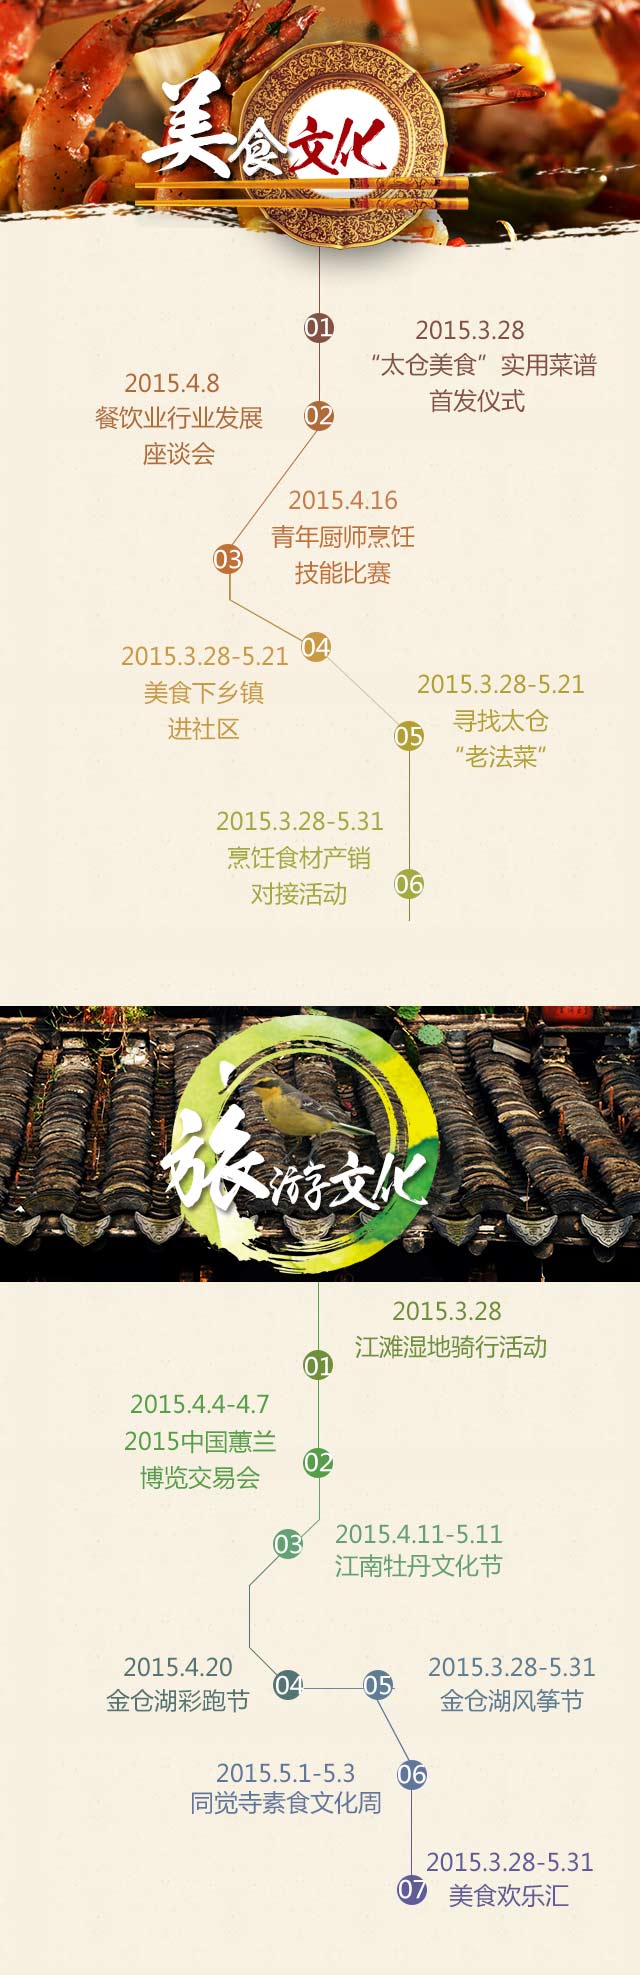 美食文化
01
2015.3.28
“太仓美食”实用菜谱
首发仪式
2015.4.8
餐饮业行业发展
座谈会
02
2015.4.16
青年厨师烹饪
技能比赛
03
2015.3.28-5.21
美食下乡镇
进社区
04
2015.3.28-5.21
寻找太仓
“老法菜”
05
2015.3.28-5.31
烹饪食材产销
对接活动
06
旅游文化
2015.3.28
江滩湿地骑行活动
01
2015.4.4-4.7
2015中国蕙兰
博览交易会
02
03
2015.4.11-5.11
江南牡丹文化节
2015.4.20
金仓湖彩跑节
04
05
2015.3.28-5.31
金仓湖风筝节
2015.5.1-5.3
同觉寺素食文化周
06
2015.3.28-5.31
美食欢乐汇
07